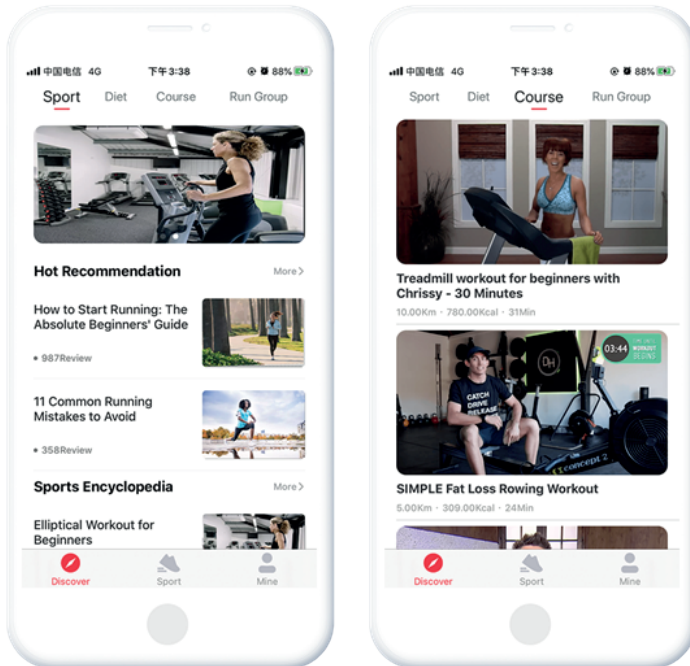 中国电信 4G 下午3:38 88%
Sport Diet Course Run Group
Hot Recommendation More >
How to Start Running: The
Absolute Beginners' Guide
• 987Review
11 Common Running
Mistakes to Avoid
• 358Review
Sports Encyclopedia More >
Elliptical Workout for
Beginners
Discover Sport Mine
中国电信 4G 下午3:38 88%
Sport Diet Course Run Group
Treadmill workout for beginners with
Chrissy - 30 Minutes
10.00Km · 780.00Kcal · 31Min
03:44
WORKOUT
BEGINS
DH
CATCH
DRIVE
RELEASE
concept 2
SIMPLE Fat Loss Rowing Workout
5.00Km · 309.00Kcal · 24Min
Discover Sport Mine